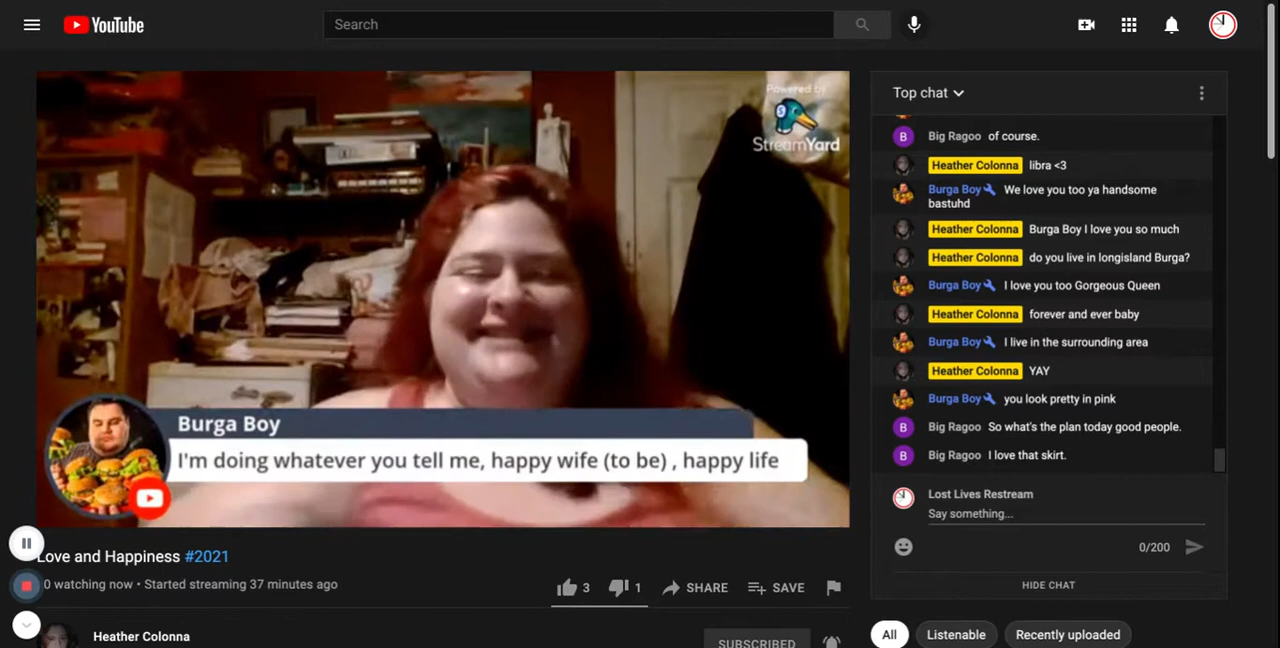 YouTube
Search
Powered by
StreamYard
Burga Boy
I'm doing whatever you tell me, happy wife (to be) , happy life
Love and Happiness #2021
0 watching now • Started streaming 37 minutes ago
3
1
SHARE
SAVE
Heather Colonna
SUBSCRIBED
Top chat
B Big Ragoo of course.
Heather Colonna libra <3
Burga Boy We love you too ya handsome
bastuhd
Heather Colonna Burga Boy I love you so much
Heather Colonna do you live in longisland Burga?
Burga Boy I love you too Gorgeous Queen
Heather Colonna forever and ever baby
Burga Boy I live in the surrounding area
Heather Colonna YAY
Burga Boy you look pretty in pink
B Big Ragoo So what's the plan today good people.
B Big Ragoo I love that skirt.
Lost Lives Restream
Say something...
0/200
HIDE CHAT
All
Listenable
Recently uploaded